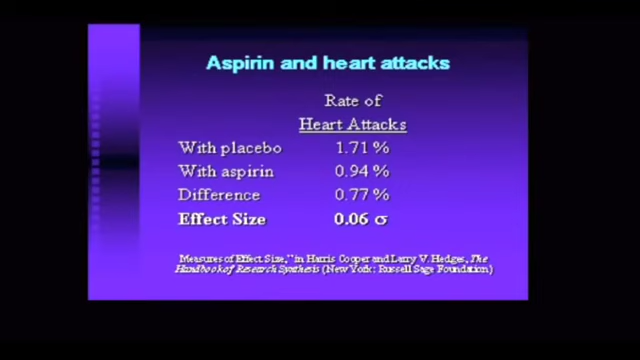 Aspirin and heart attacks
Rate of
Heart Attacks
With placebo 1.71 %
With aspirin 0.94 %
Difference 0.77 %
Effect Size 0.06 σ
Measures of Effect Size," in Harris Cooper and Larry V. Hedges, The
Handbook of Research Synthesis (New York: Russell Sage Foundation)